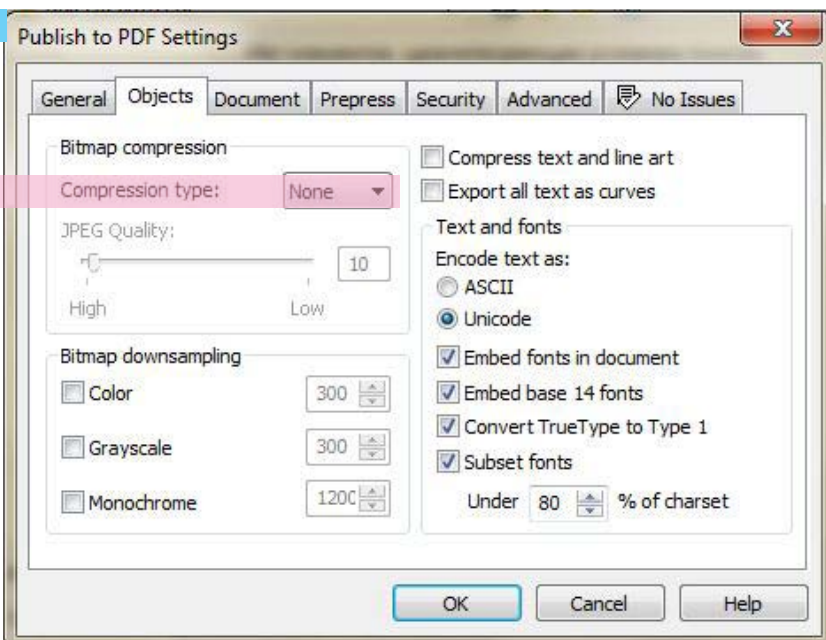 Publish to PDF Settings
General Objects Document Prepress Security Advanced No Issues
Bitmap compression
Compression type: None
JPEG Quality:
10
High Low
Bitmap downsampling
Color 300
Grayscale 300
Monochrome 1200
Compress text and line art
Export all text as curves
Text and fonts
Encode text as:
ASCII
Unicode
Embed fonts in document
Embed base 14 fonts
Convert TrueType to Type 1
Subset fonts
Under 80 % of charset
OK Cancel Help